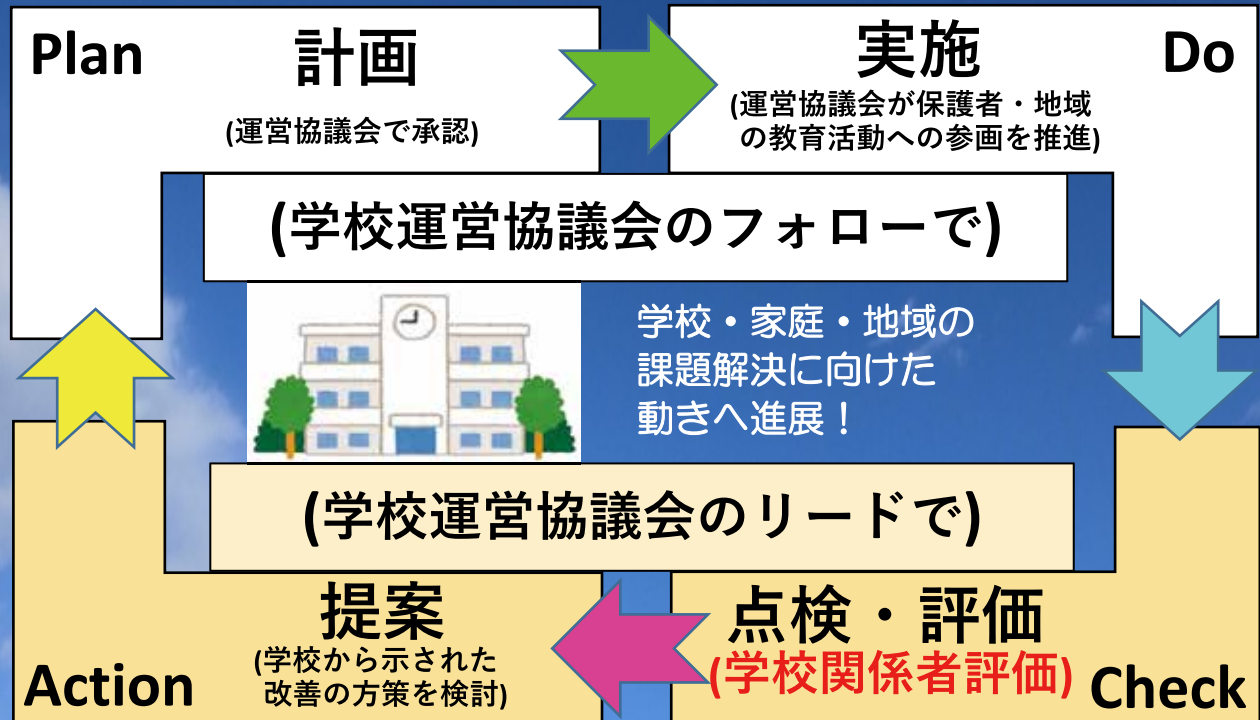 Plan
計画
(運営協議会で承認)
実施
Do
(運営協議会が保護者・地域
の教育活動への参画を推進)
(学校運営協議会のフォローで)
学校・家庭・地域の
課題解決に向けた
動きへ進展！
(学校運営協議会のリードで)
提案
(学校から示された
改善の方策を検討)
Action
点検・評価
(学校関係者評価)
Check